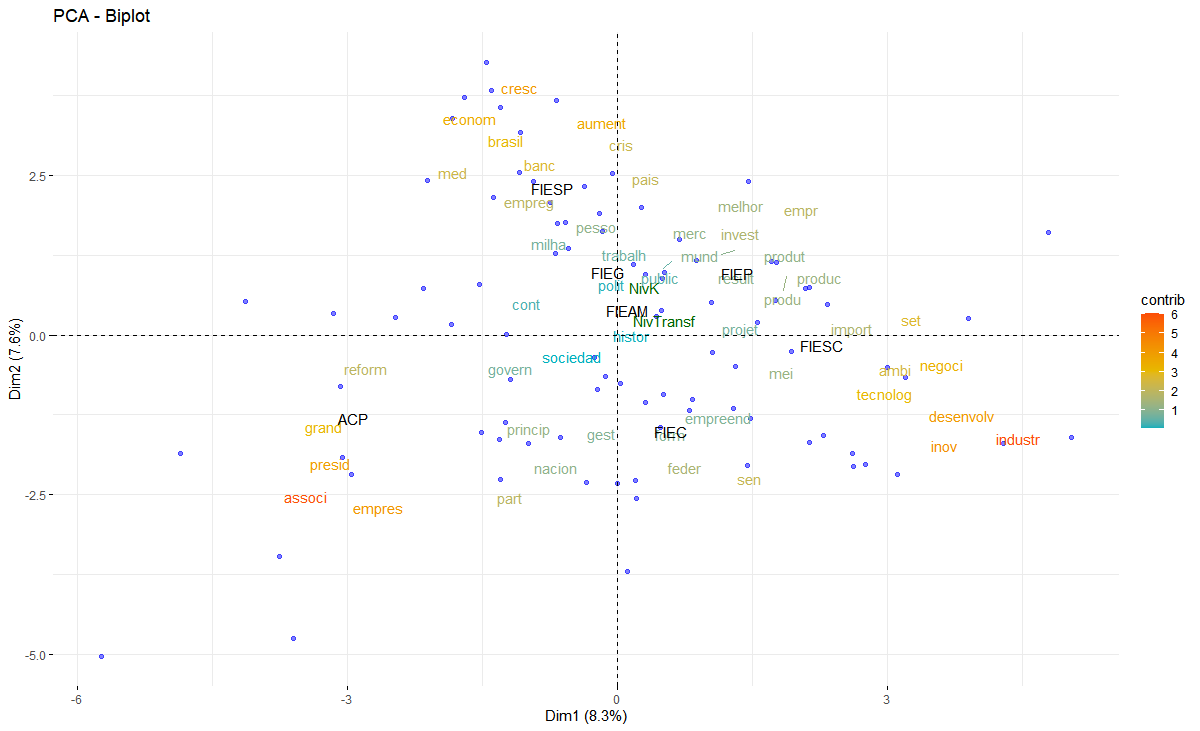 PCA - Biplot
cresc
econom
aument
brasil
cris
banc
med
pais
FIESP
empreg
melhor
empr
pesso
merc
invest
milha
trabalh
mund
produt
FIEG
public
result
FIEP
produc
polit
NivK
produ
cont
FIEAM
NivTransf
set
histor
projet
import
FIESC
sociedad
reform
govern
mei
ambi
negoci
tecnolog
ACP
grand
empreend
desenvolv
princip
gest
FIEC
industr
inov
presid
nacion
feder
sen
associ
part
empres
2.5
0.0
-2.5
-5.0
-6
-3
0
3
Dim1 (8.3%)
Dim2 (7.6%)
contrib
6
5
4
3
2
1